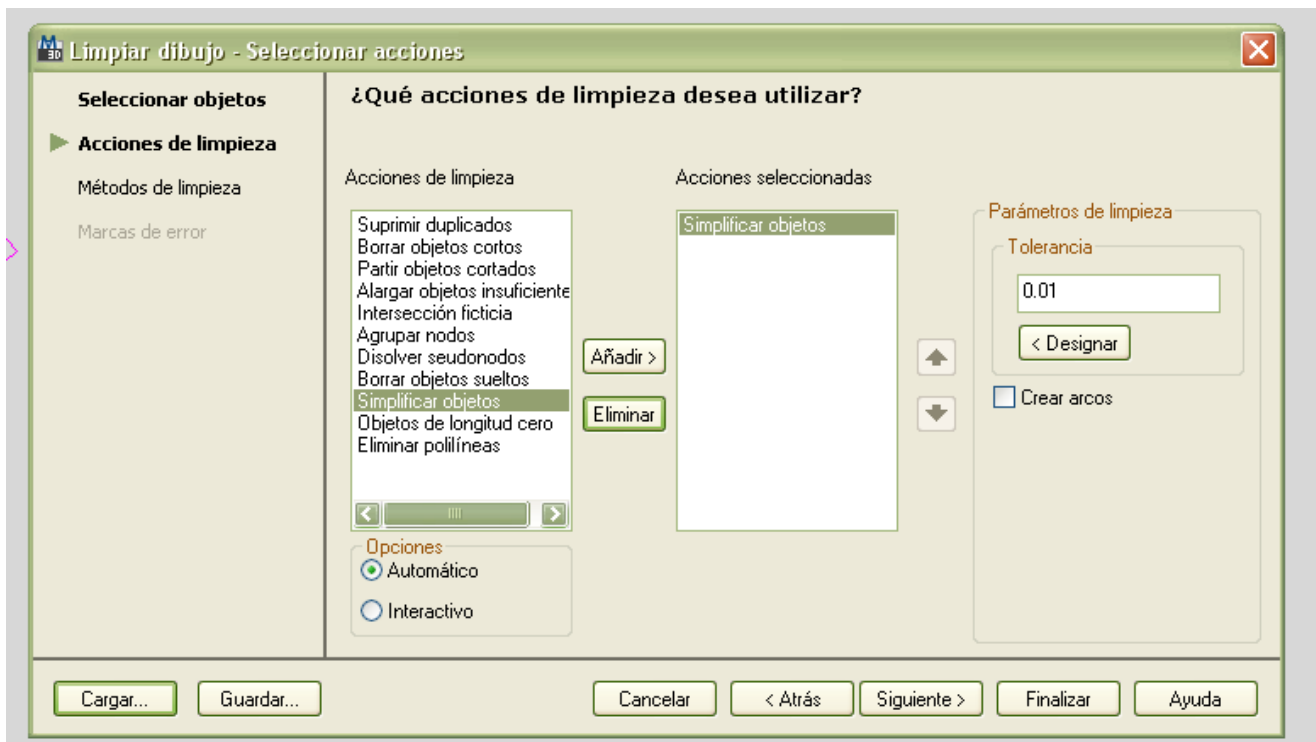 Limpiar dibujo - Seleccionar acciones
Seleccionar objetos
Acciones de limpieza
Métodos de limpieza
Marcas de error
¿Qué acciones de limpieza desea utilizar?
Acciones de limpieza
Suprimir duplicados
Borrar objetos cortos
Partir objetos cortados
Alargar objetos insuficiente
Intersección ficticia
Agrupar nodos
Disolver seudonodos
Borrar objetos sueltos
Simplificar objetos
Objetos de longitud cero
Eliminar polilíneas
Opciones
Automático
Interactivo
Añadir >
Eliminar
Acciones seleccionadas
Simplificar objetos
Parámetros de limpieza
Tolerancia
0.01
< Designar
Crear arcos
Cargar... Guardar... Cancelar < Atrás Siguiente > Finalizar Ayuda